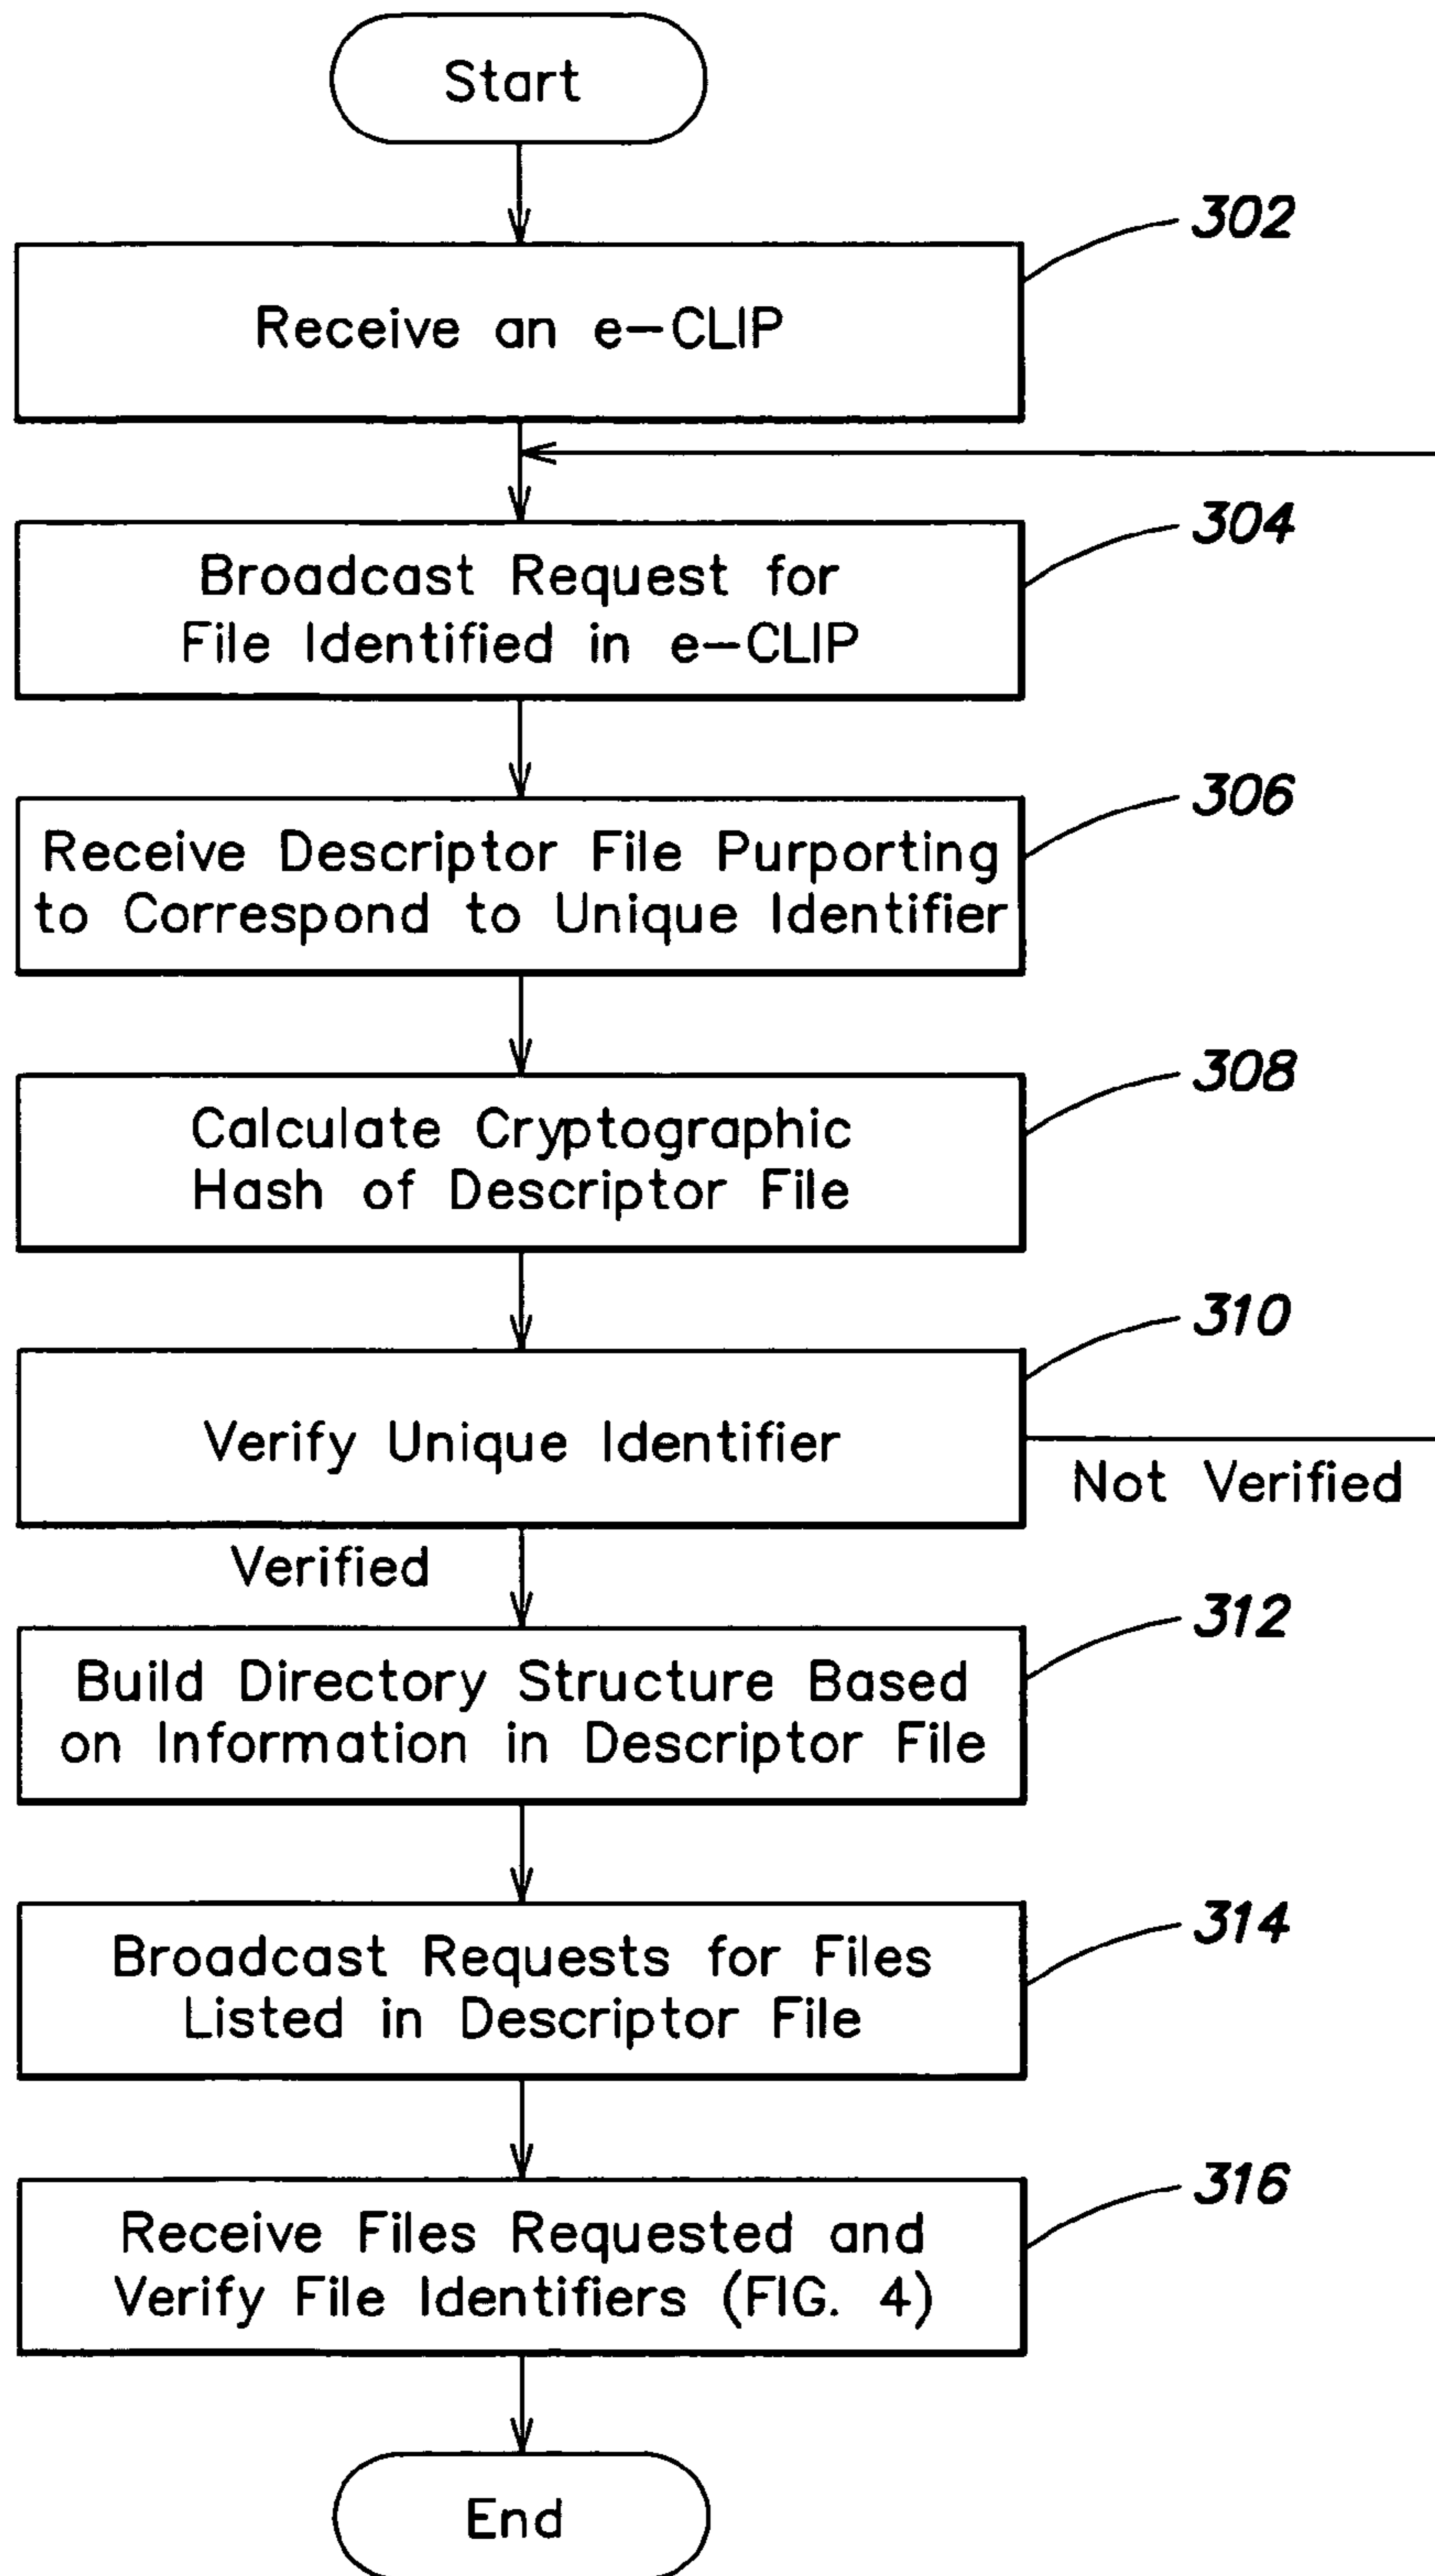 Start
302
Receive an e-CLIP
304
Broadcast Request for
File Identified in e-CLIP
306
Receive Descriptor File Purporting
to Correspond to Unique Identifier
308
Calculate Cryptographic
Hash of Descriptor File
310
Verify Unique Identifier
Not Verified
Verified
312
Build Directory Structure Based
on Information in Descriptor File
314
Broadcast Requests for Files
Listed in Descriptor File
316
Receive Files Requested and
Verify File Identifiers (FIG. 4)
End